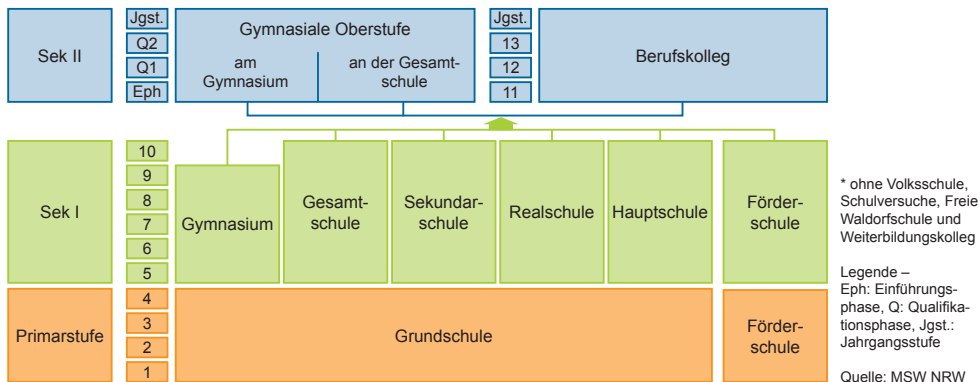 Sek II
Jgst.
Q2
Q1
Eph
Gymnasiale Oberstufe
am
Gymnasium
an der Gesamt-
schule
Jgst.
13
12
11
Berufskolleg
Sek I
10
9
8
7
6
5
Gymnasium
Gesamt-
schule
Sekundar-
schule
Realschule
Hauptschule
Förder-
schule
Primarstufe
4
3
2
1
Grundschule
Förder-
schule
* ohne Volksschule,
Schulversuche, Freie
Waldorfschule und
Weiterbildungskolleg
Legende –
Eph: Einführungs-
phase, Q: Qualifika-
tionsphase, Jgst.:
Jahrgangsstufe
Quelle: MSW NRW